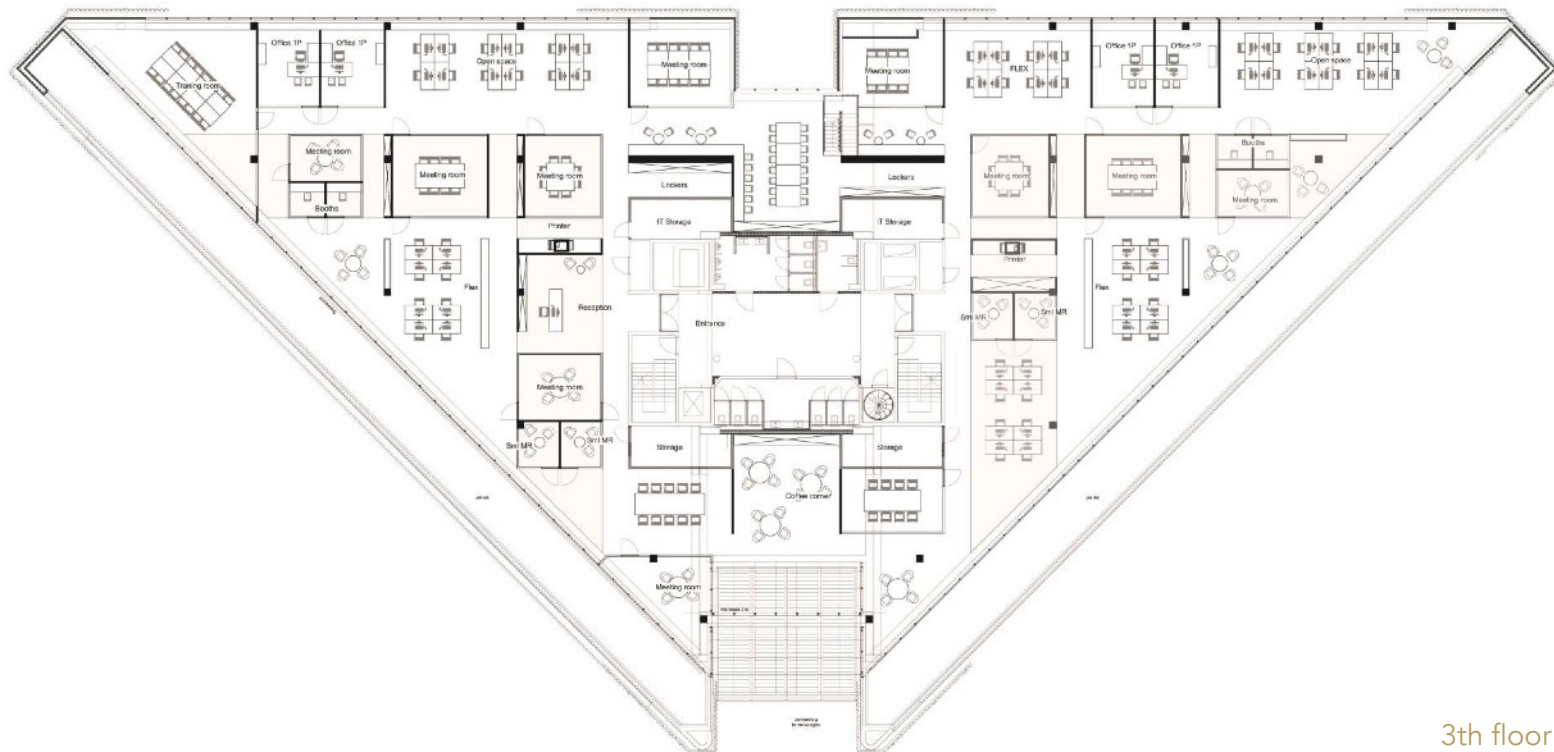 Office 1P
Office 1P
Open space
Meeting room
Meeting room
FLEX
Office 1P
Office 1P
Open space
Training room
Meeting room
Meeting room
Meeting room
Booths
Lockers
Lockers
Meeting room
Meeting room
Booths
Meeting room
IT Storage
IT Storage
Printer
Printer
Flex
Reception
Entrance
Sml MR
Sml MR
Flex
Meeting room
Sml MR
Sml MR
Storage
Storage
Coffee corner
Meeting room
3th floor